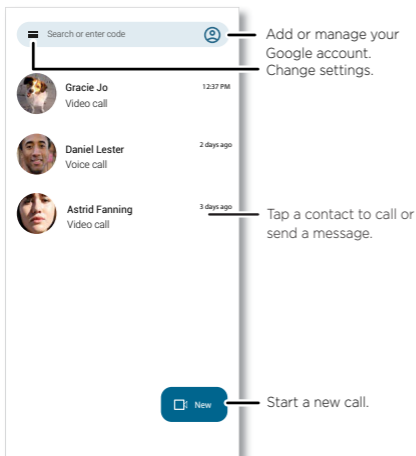 Search or enter code
Add or manage your
Google account.
Change settings.
Gracie Jo
12:37 PM
Video call
Daniel Lester
2 days ago
Voice call
Astrid Fanning
3 days ago
Video call
Tap a contact to call or
send a message.
New
Start a new call.